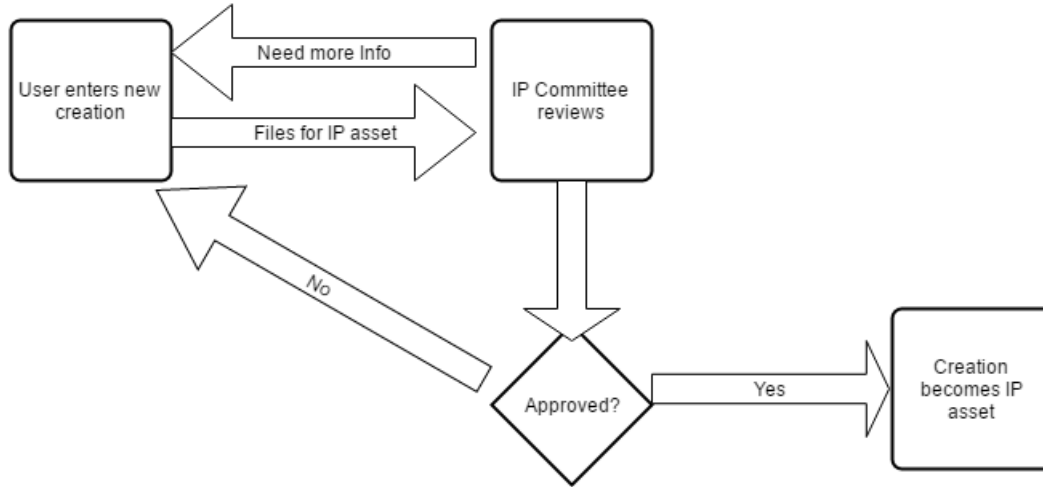 Need more Info
User enters new
creation
IP Committee
reviews
Files for IP asset
No
Approved?
Yes
Creation
becomes IP
asset